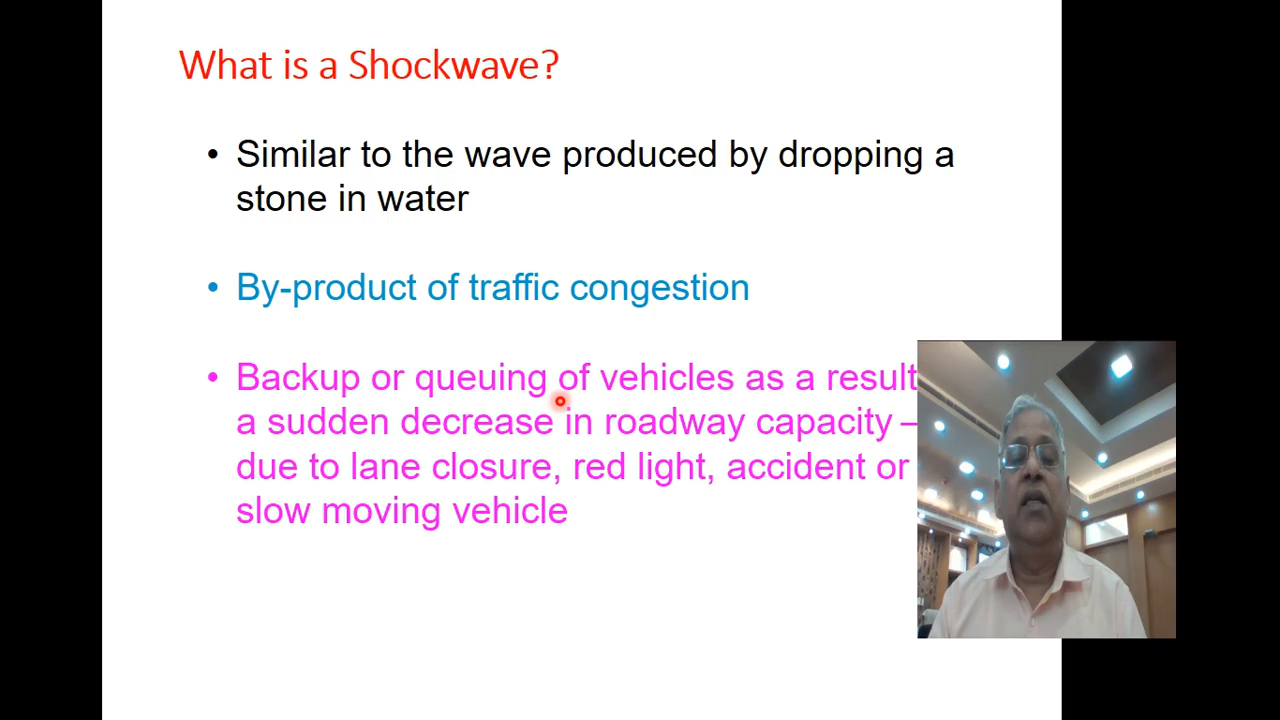 What is a Shockwave?
• Similar to the wave produced by dropping a
stone in water
• By-product of traffic congestion
• Backup or queuing of vehicles as a result
a sudden decrease in roadway capacity –
due to lane closure, red light, accident or
slow moving vehicle